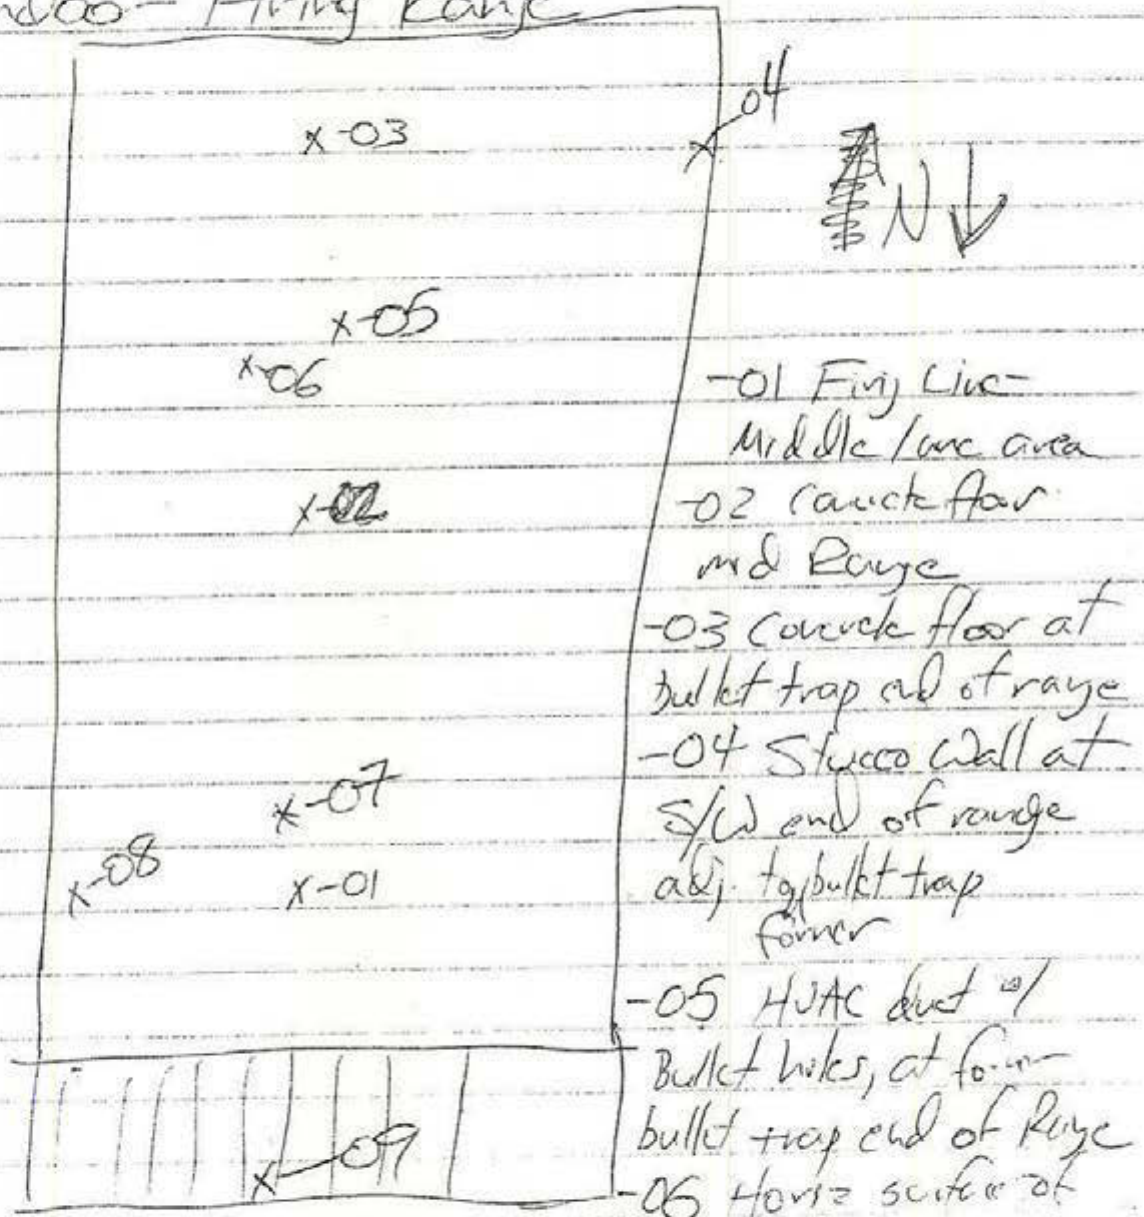 Firing Range
x-03
04
N
x-05
x-06
x-02
x-07
x-08
x-01
09
-01 Firing Line-
Middle lane area
-02 Concrete floor
mid Range
-03 Concrete floor at
bullet trap end of range
-04 Stucco Wall at
S/W end of range
adj. to bullet trap
former
-05 HVAC duct w/
Bullet holes, at former
bullet trap end of Range
-06 Horiz surface of